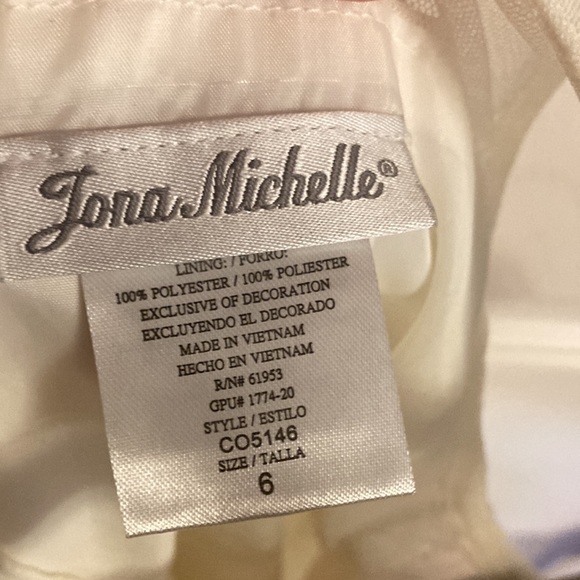 Jona Michelle®
LINING: / FORRO:
100% POLYESTER / 100% POLIESTER
EXCLUSIVE OF DECORATION
EXCLUYENDO EL DECORADO
MADE IN VIETNAM
HECHO EN VIETNAM
R/N# 61953
GPU# 1774-20
STYLE / ESTILO
CO5146
SIZE / TALLA
6